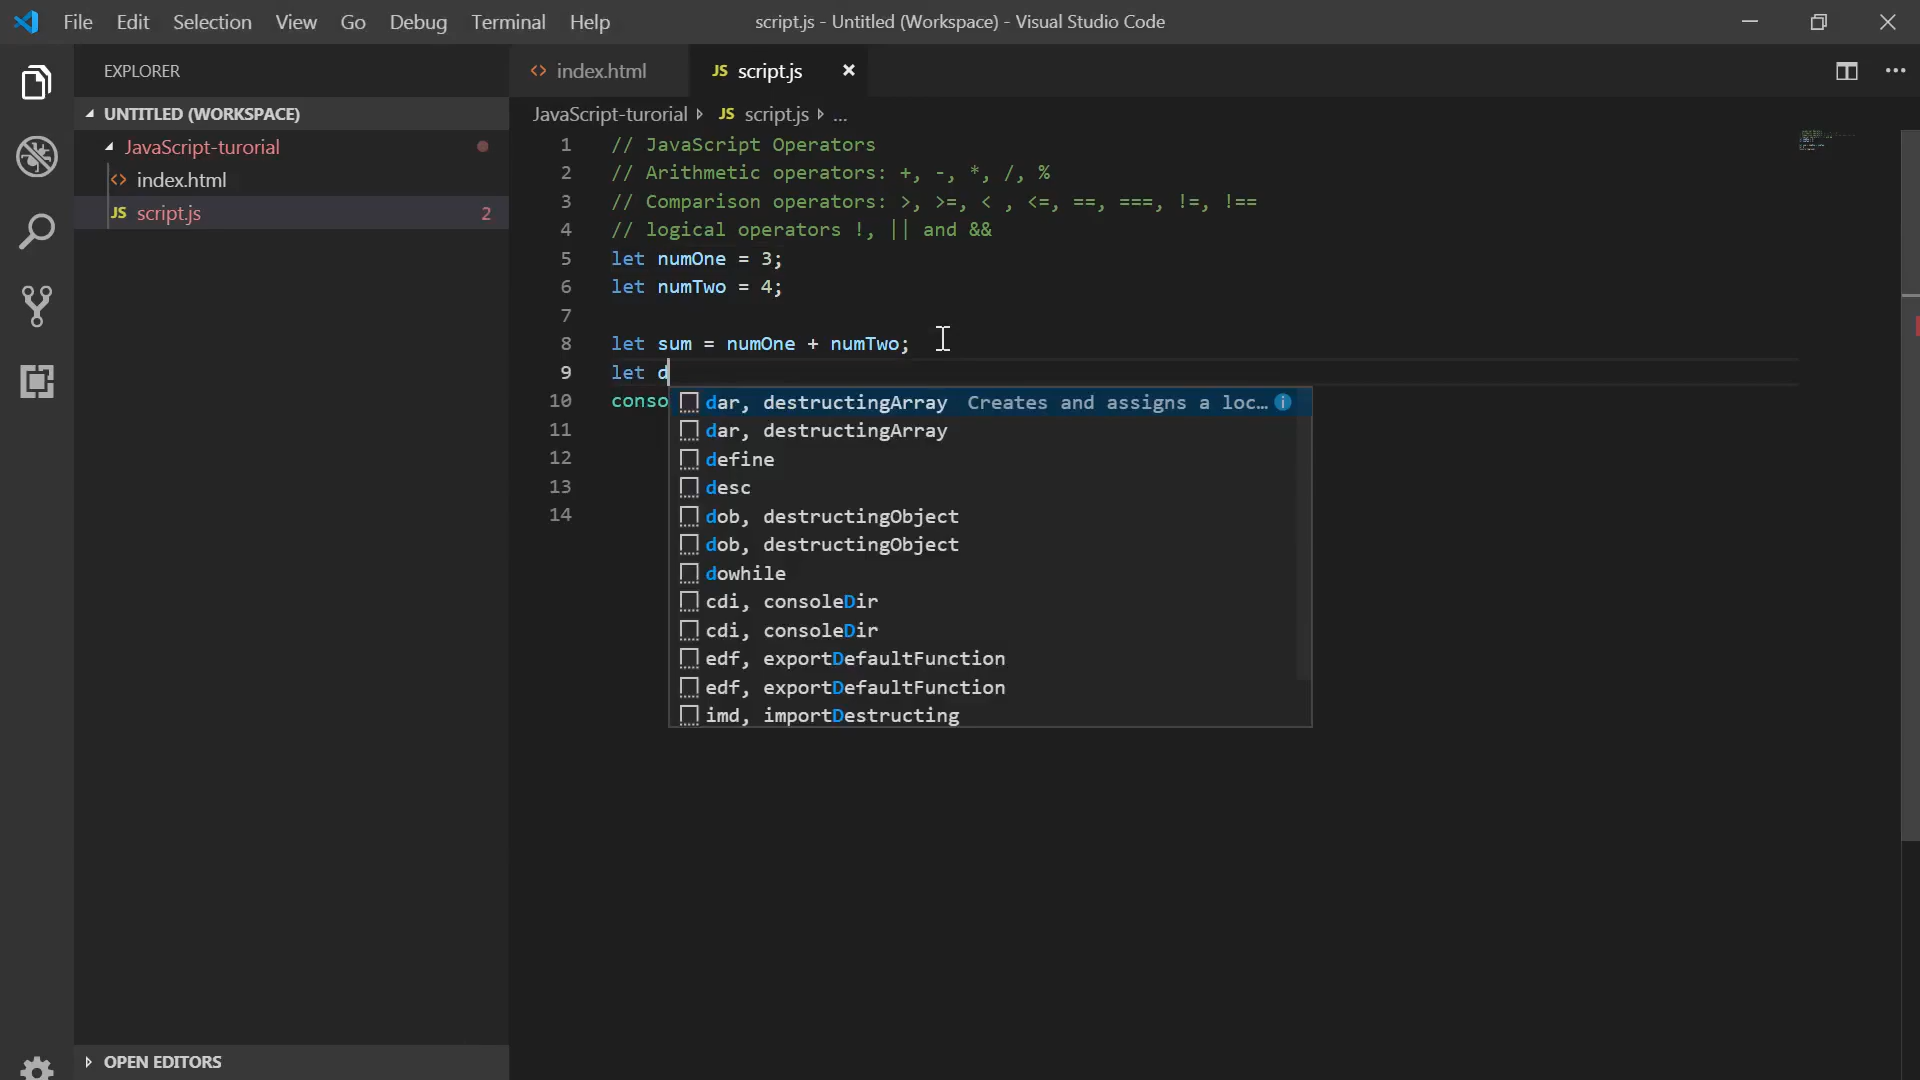 File Edit Selection View Go Debug Terminal Help
script.js - Untitled (Workspace) - Visual Studio Code
EXPLORER
UNTITLED (WORKSPACE)
JavaScript-turorial
index.html
JS script.js 2
OPEN EDITORS
index.html
JS script.js
JavaScript-turorial JS script.js ...
1 // JavaScript Operators
2 // Arithmetic operators: +, -, *, /, %
3 // Comparison operators: >, >=, < , <=, ==, ===, !=, !==
4 // logical operators !, || and &&
5 let numOne = 3;
6 let numTwo = 4;
7
8 let sum = numOne + numTwo;
9 let d
10 conso
11
12
13
14
dar, destructingArray Creates and assigns a loc…
dar, destructingArray
define
desc
dob, destructingObject
dob, destructingObject
dowhile
cdi, consoleDir
cdi, consoleDir
edf, exportDefaultFunction
edf, exportDefaultFunction
imd, importDestructing